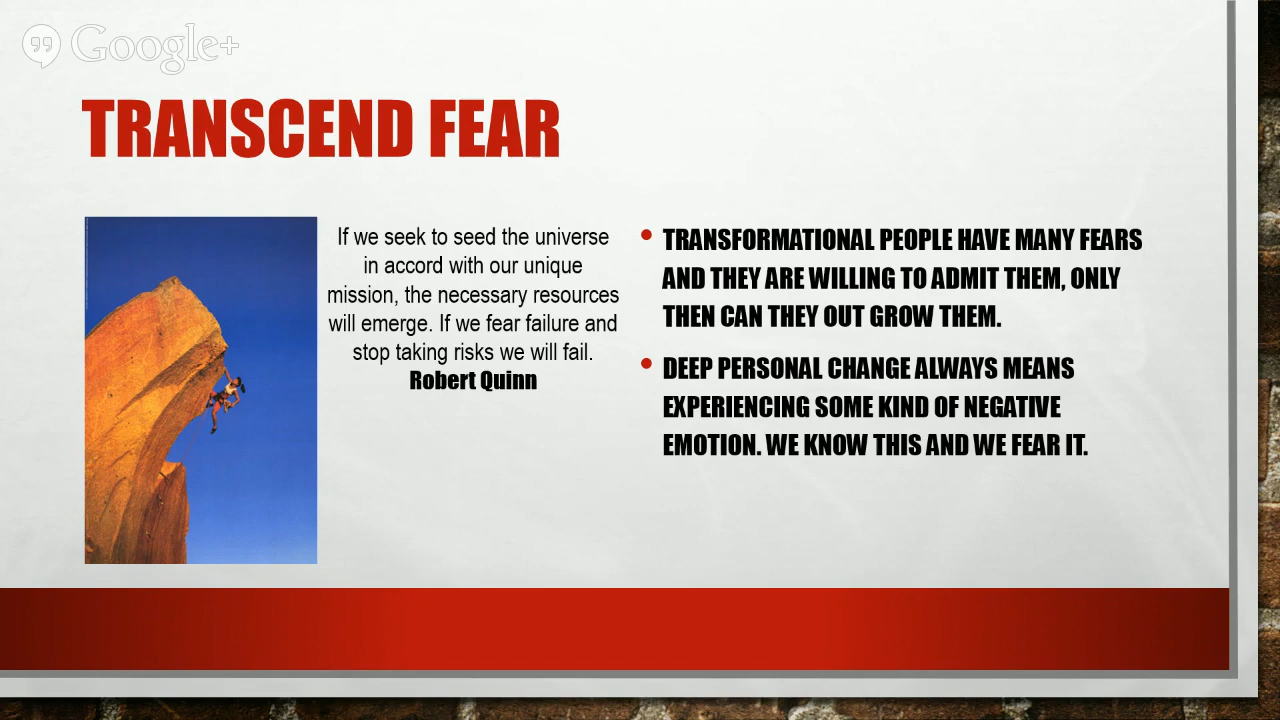 Google+
TRANSCEND FEAR
If we seek to seed the universe
in accord with our unique
mission, the necessary resources
will emerge. If we fear failure and
stop taking risks we will fail.
Robert Quinn
TRANSFORMATIONAL PEOPLE HAVE MANY FEARS
AND THEY ARE WILLING TO ADMIT THEM, ONLY
THEN CAN THEY OUT GROW THEM.
DEEP PERSONAL CHANGE ALWAYS MEANS
EXPERIENCING SOME KIND OF NEGATIVE
EMOTION. WE KNOW THIS AND WE FEAR IT.